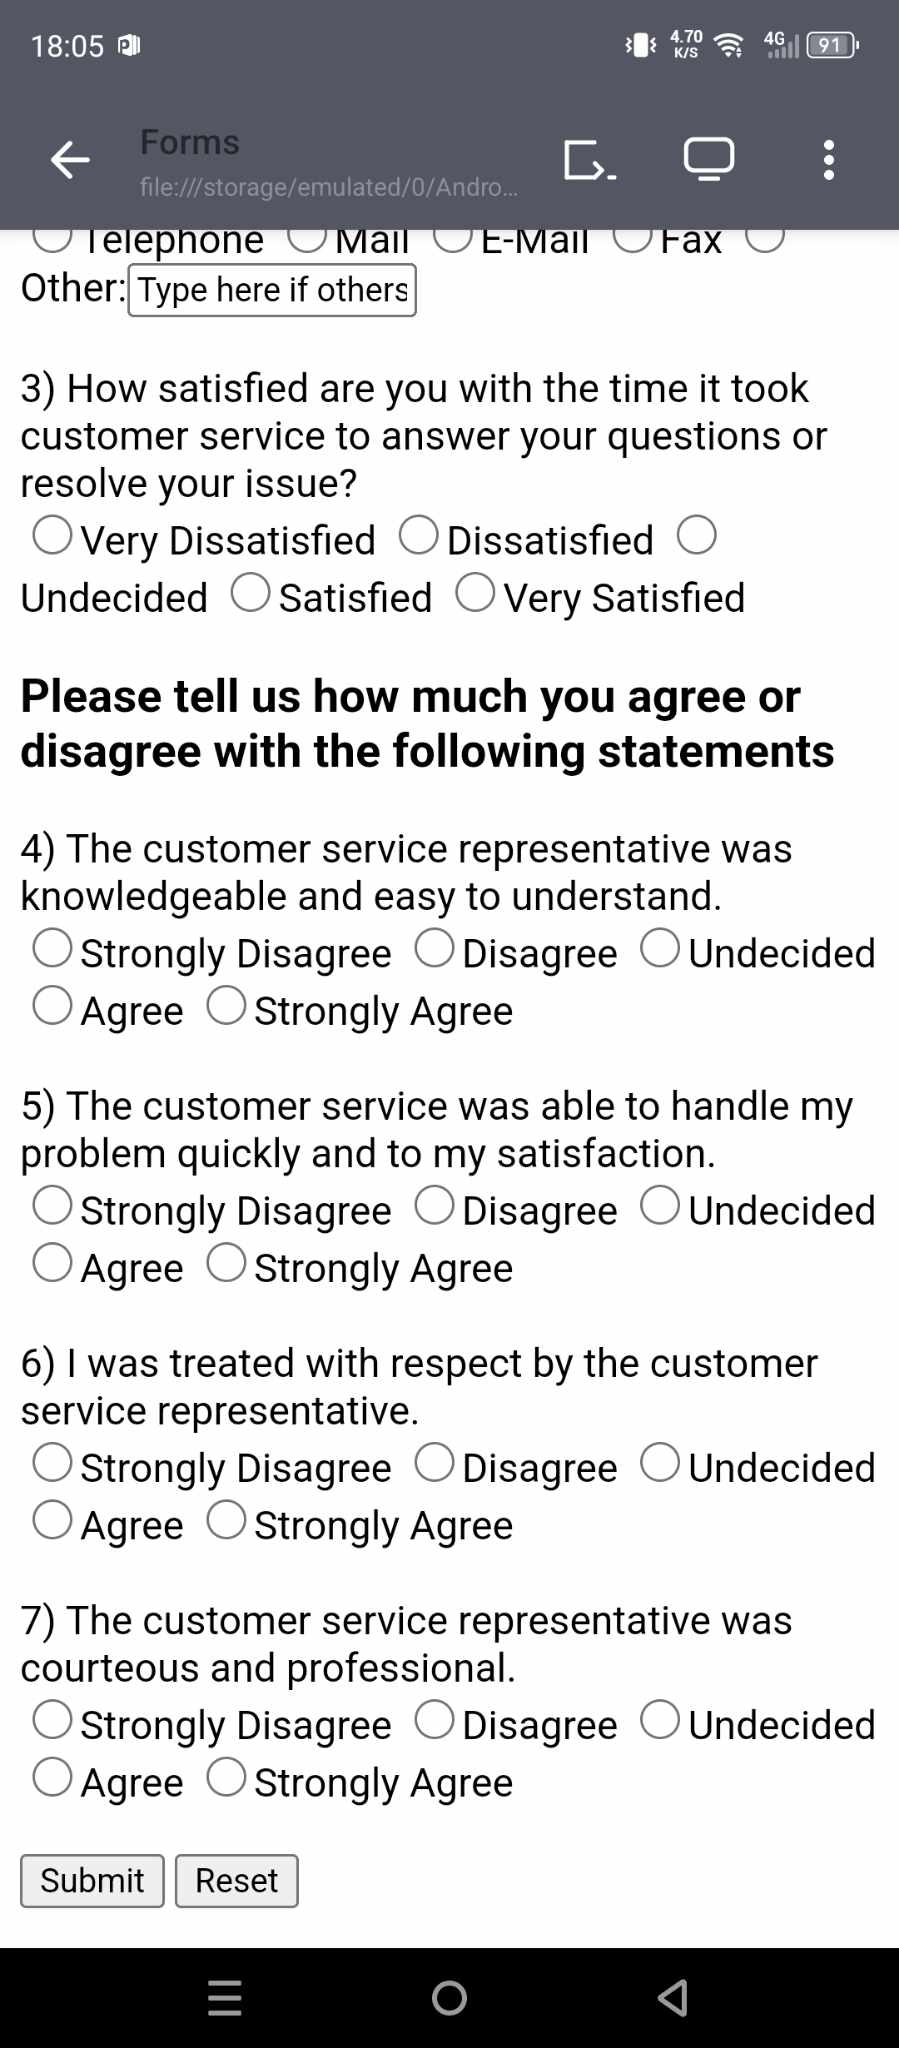 18:05
4.70
K/S
4G
91
Forms
file:///storage/emulated/0/Andro...
Telephone Mail E-Mail Fax
Other: Type here if others
3) How satisfied are you with the time it took
customer service to answer your questions or
resolve your issue?
Very Dissatisfied Dissatisfied
Undecided Satisfied Very Satisfied
Please tell us how much you agree or
disagree with the following statements
4) The customer service representative was
knowledgeable and easy to understand.
Strongly Disagree Disagree Undecided
Agree Strongly Agree
5) The customer service was able to handle my
problem quickly and to my satisfaction.
Strongly Disagree Disagree Undecided
Agree Strongly Agree
6) I was treated with respect by the customer
service representative.
Strongly Disagree Disagree Undecided
Agree Strongly Agree
7) The customer service representative was
courteous and professional.
Strongly Disagree Disagree Undecided
Agree Strongly Agree
Submit Reset